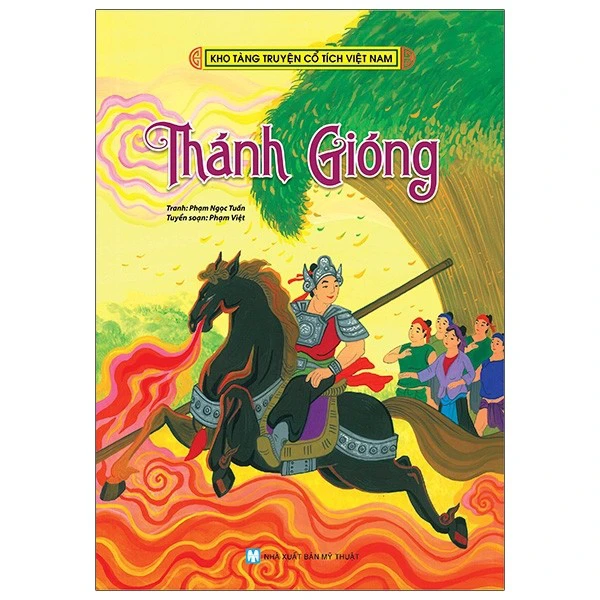 KHO TÀNG TRUYỆN CỔ TÍCH VIỆT NAM
Thánh Gióng
Tranh: Phạm Ngọc Tuấn
Tuyển soạn: Phạm Việt
NHÀ XUẤT BẢN MỸ THUẬT